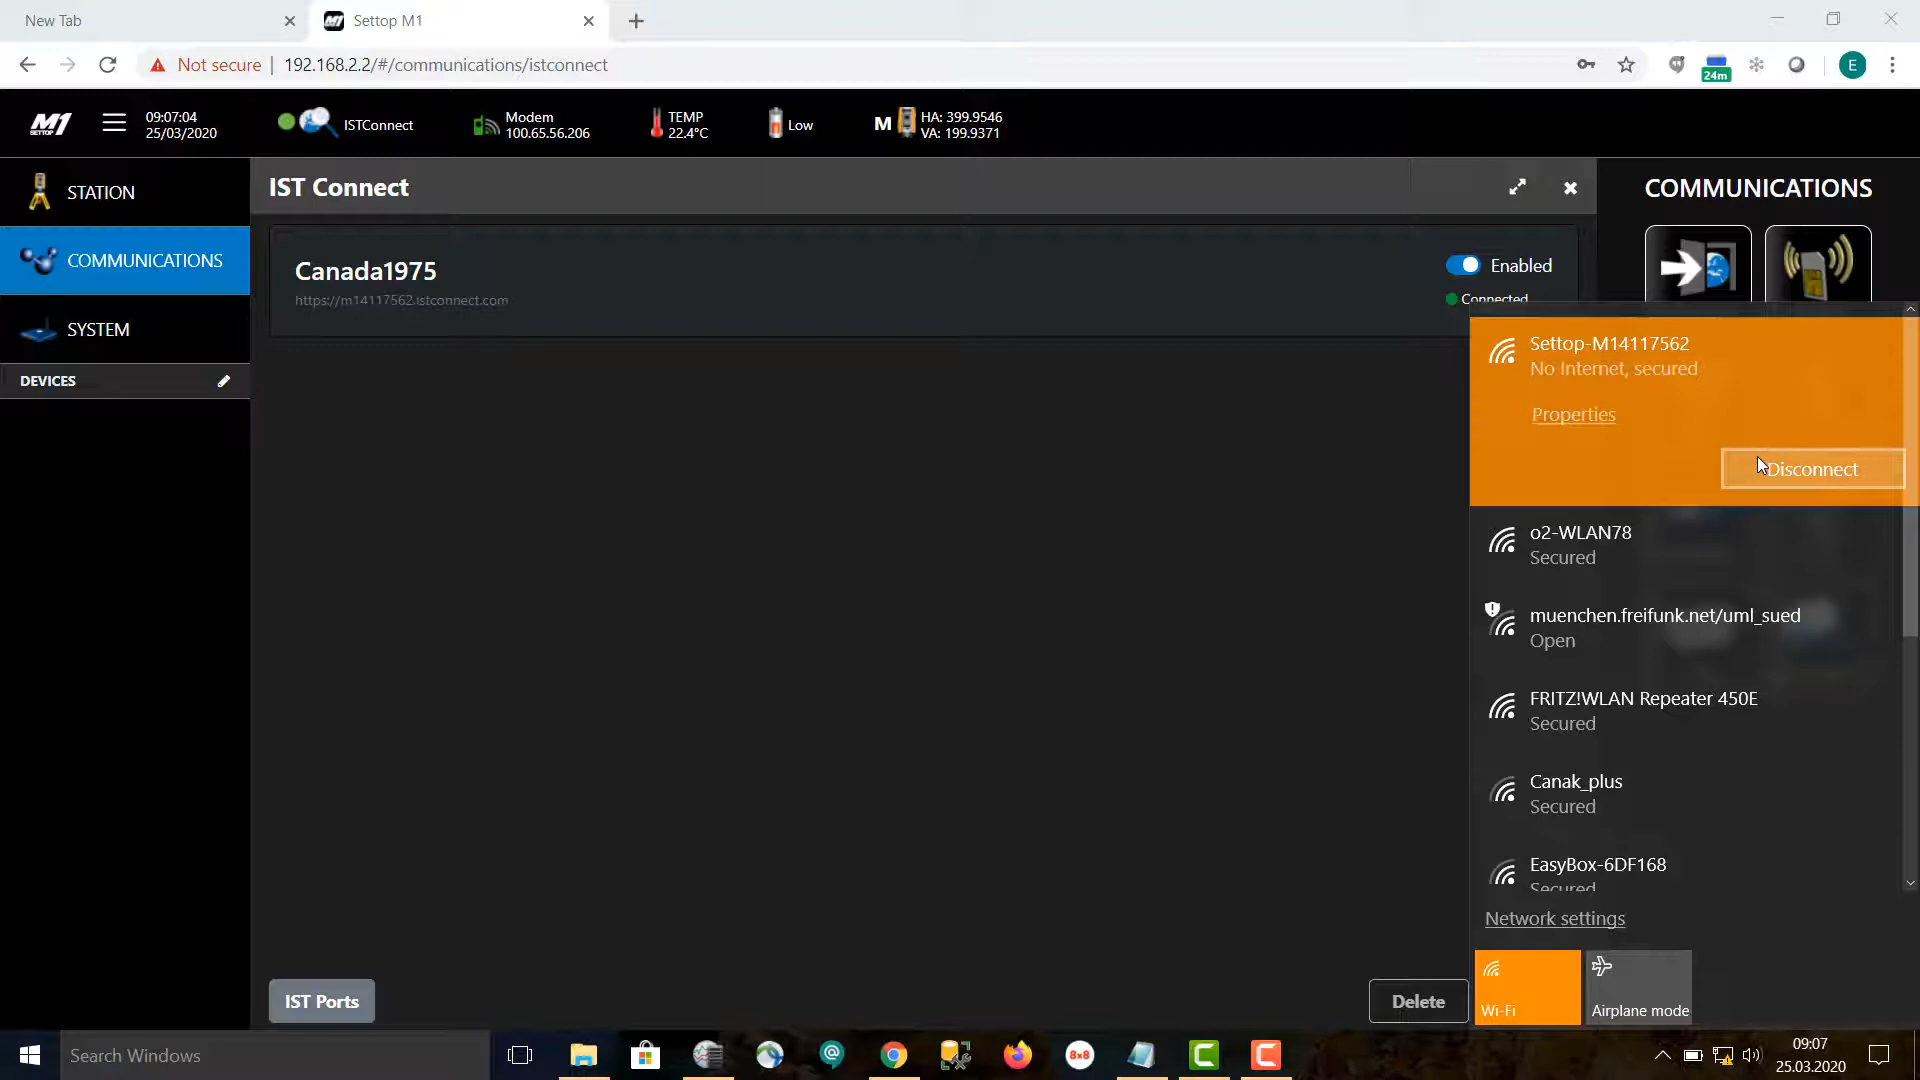 New Tab
Settop M1
Not secure
192.168.2.2/#/communications/istconnect
24m
E
M1
SETTOP
09:07:04
25/03/2020
ISTConnect
Modem
100.65.56.206
TEMP
22.4°C
Low
M
HA: 399.9546
VA: 199.9371
STATION
COMMUNICATIONS
SYSTEM
DEVICES
IST Connect
COMMUNICATIONS
Canada1975
https://m14117562.istconnect.com
Enabled
Connected
Settop-M14117562
No Internet, secured
Properties
Disconnect
o2-WLAN78
Secured
muenchen.freifunk.net/uml_sued
Open
FRITZ!WLAN Repeater 450E
Secured
Canak_plus
Secured
EasyBox-6DF168
Secured
Network settings
IST Ports
Delete
Wi-Fi
Airplane mode
Search Windows
8x8
09:07
25.03.2020